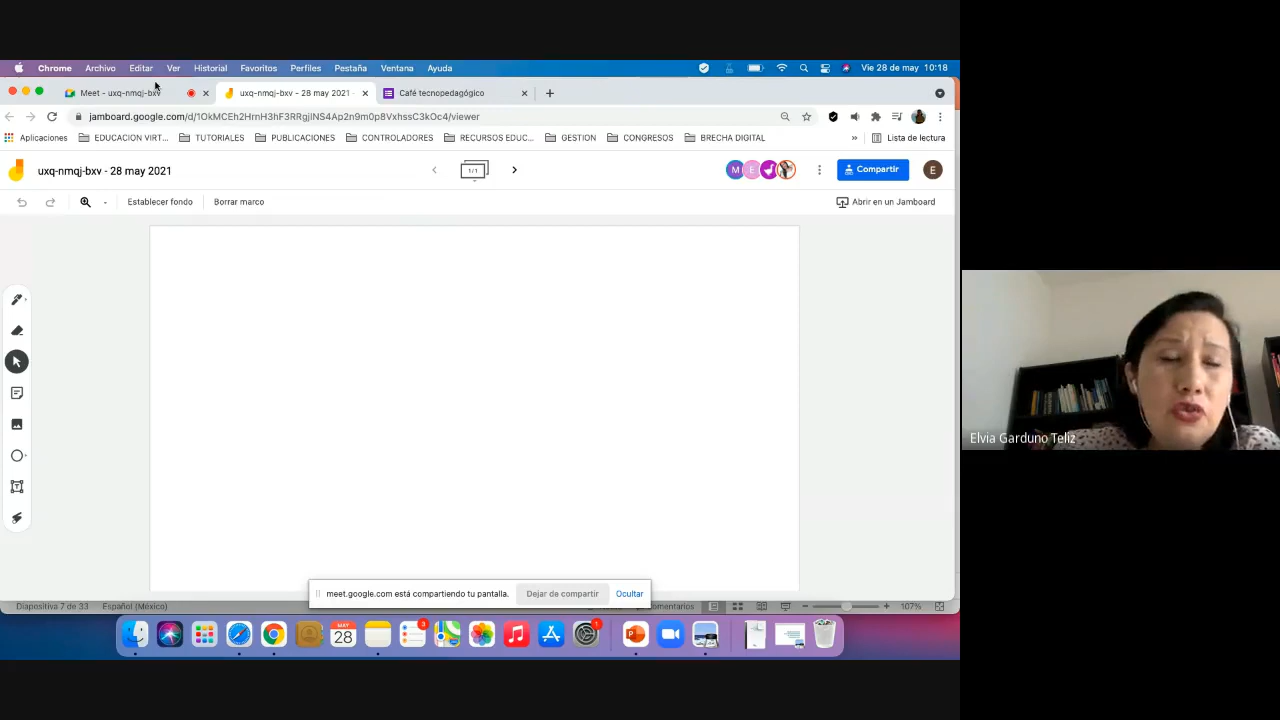 Chrome Archivo Editar Ver Historial Favoritos Perfiles Pestaña Ventana Ayuda Vie 28 de may 10:18
Meet - uxq-nmqj-bxv uxq-nmqj-bxv - 28 may 2021 - Café tecnopedagógico
jamboard.google.com/d/1OkMCEh2HrnH3hF3RRgjlNS4Ap2n9m0p8VxhssC3kOc4/viewer
Aplicaciones EDUCACION VIRT... TUTORIALES PUBLICACIONES CONTROLADORES RECURSOS EDUC... GESTION CONGRESOS BRECHA DIGITAL » Lista de lectura
uxq-nmqj-bxv - 28 may 2021 1/1 M E Compartir E
Establecer fondo Borrar marco Abrir en un Jamboard
Elvia Garduno Teliz
meet.google.com está compartiendo tu pantalla. Dejar de compartir Ocultar
Diapositiva 7 de 33 Español (México) 107%
MAY 28 3 1